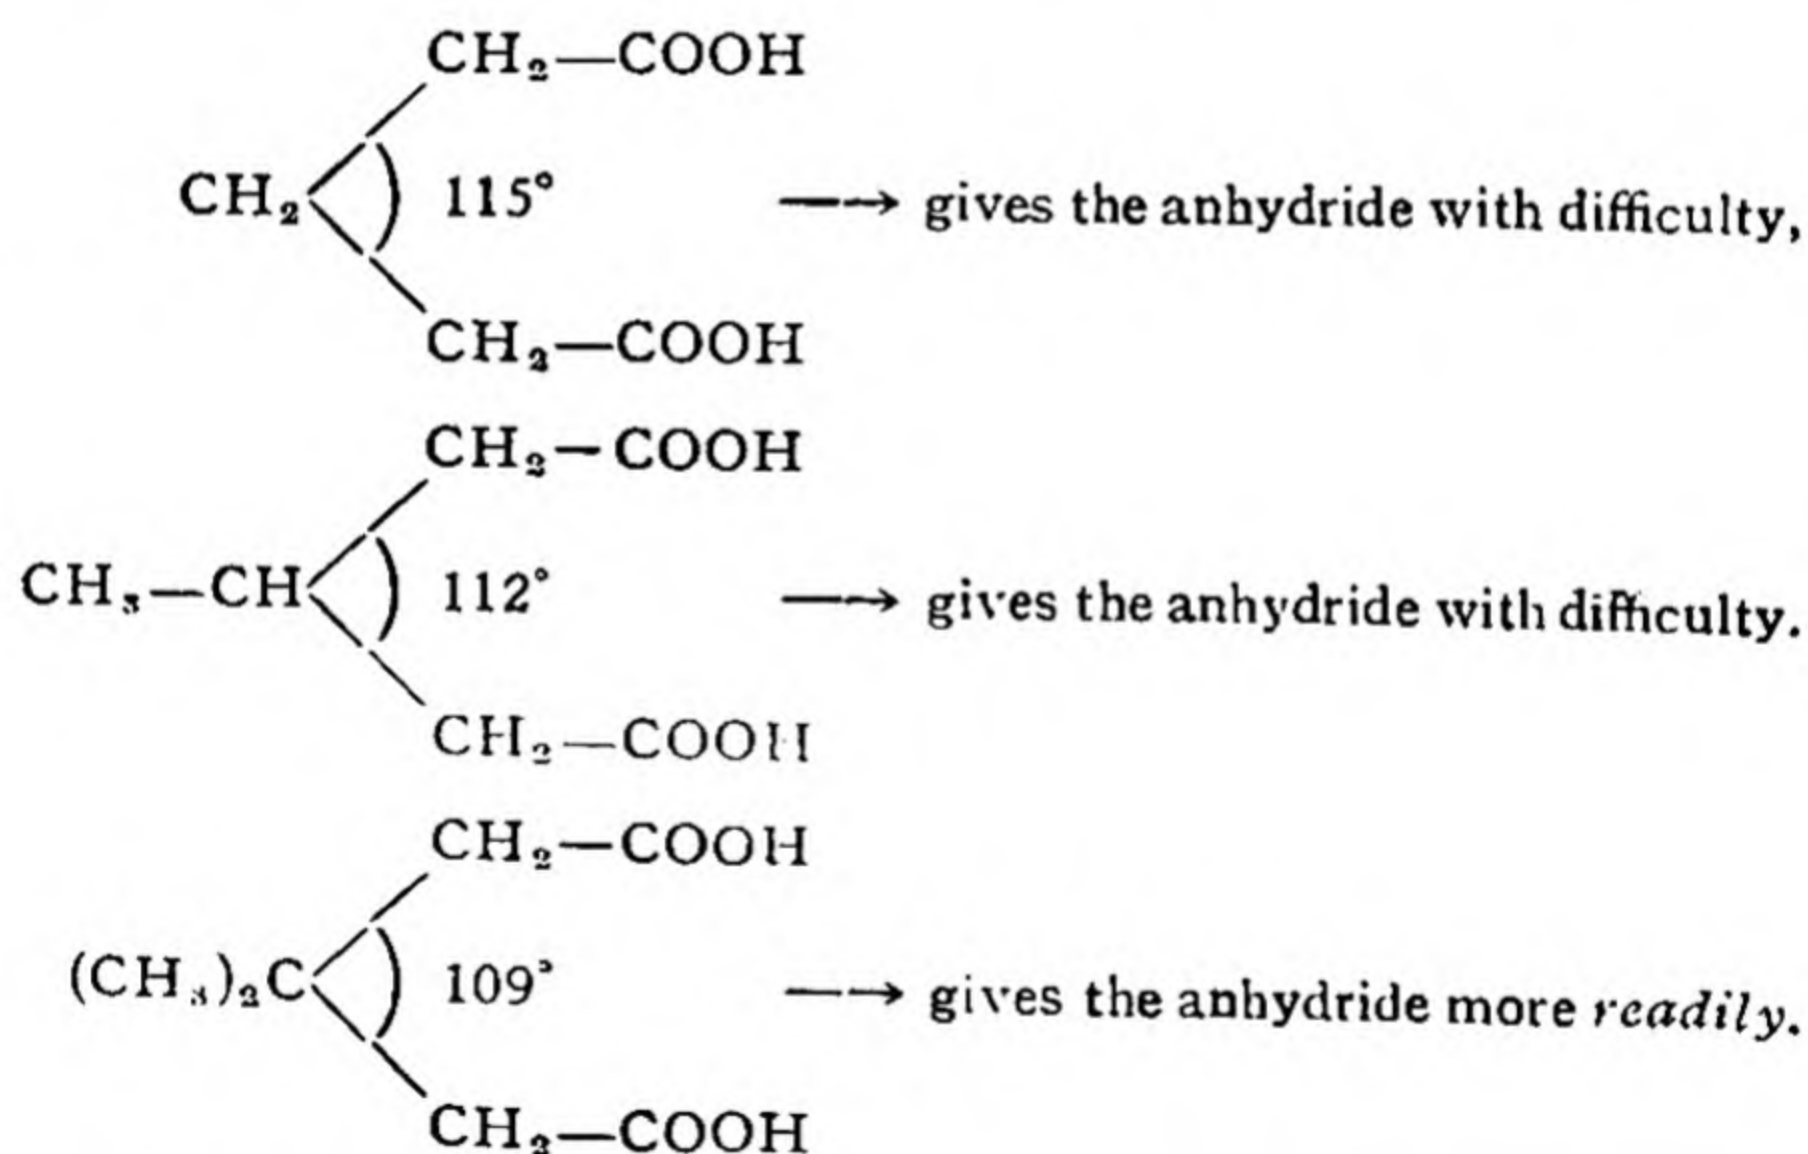 CH₂—COOH
CH₂ 115° —→ gives the anhydride with difficulty,
CH₂—COOH
CH₂—COOH
CH₃—CH 112° —→ gives the anhydride with difficulty.
CH₂—COOH
CH₂—COOH
(CH₃)₂C 109° —→ gives the anhydride more readily.
CH₂—COOH